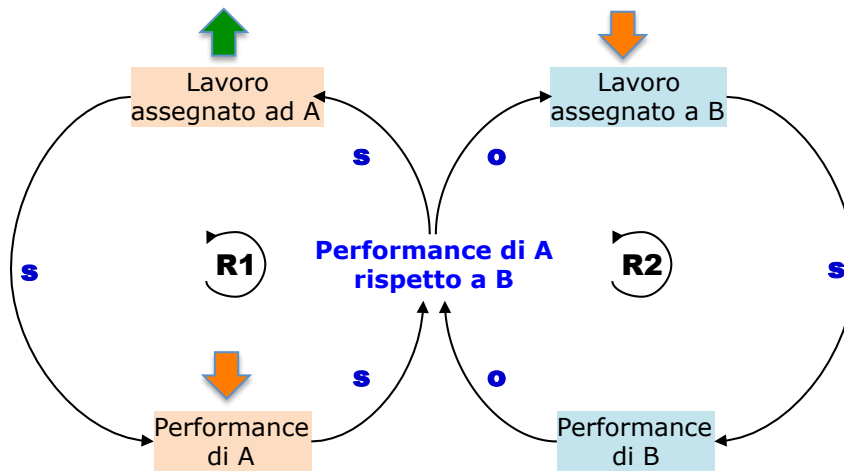 Lavoro
assegnato ad A
Lavoro
assegnato a B
s
o
s
R1
Performance di A
rispetto a B
R2
s
s
o
Performance
di A
Performance
di B